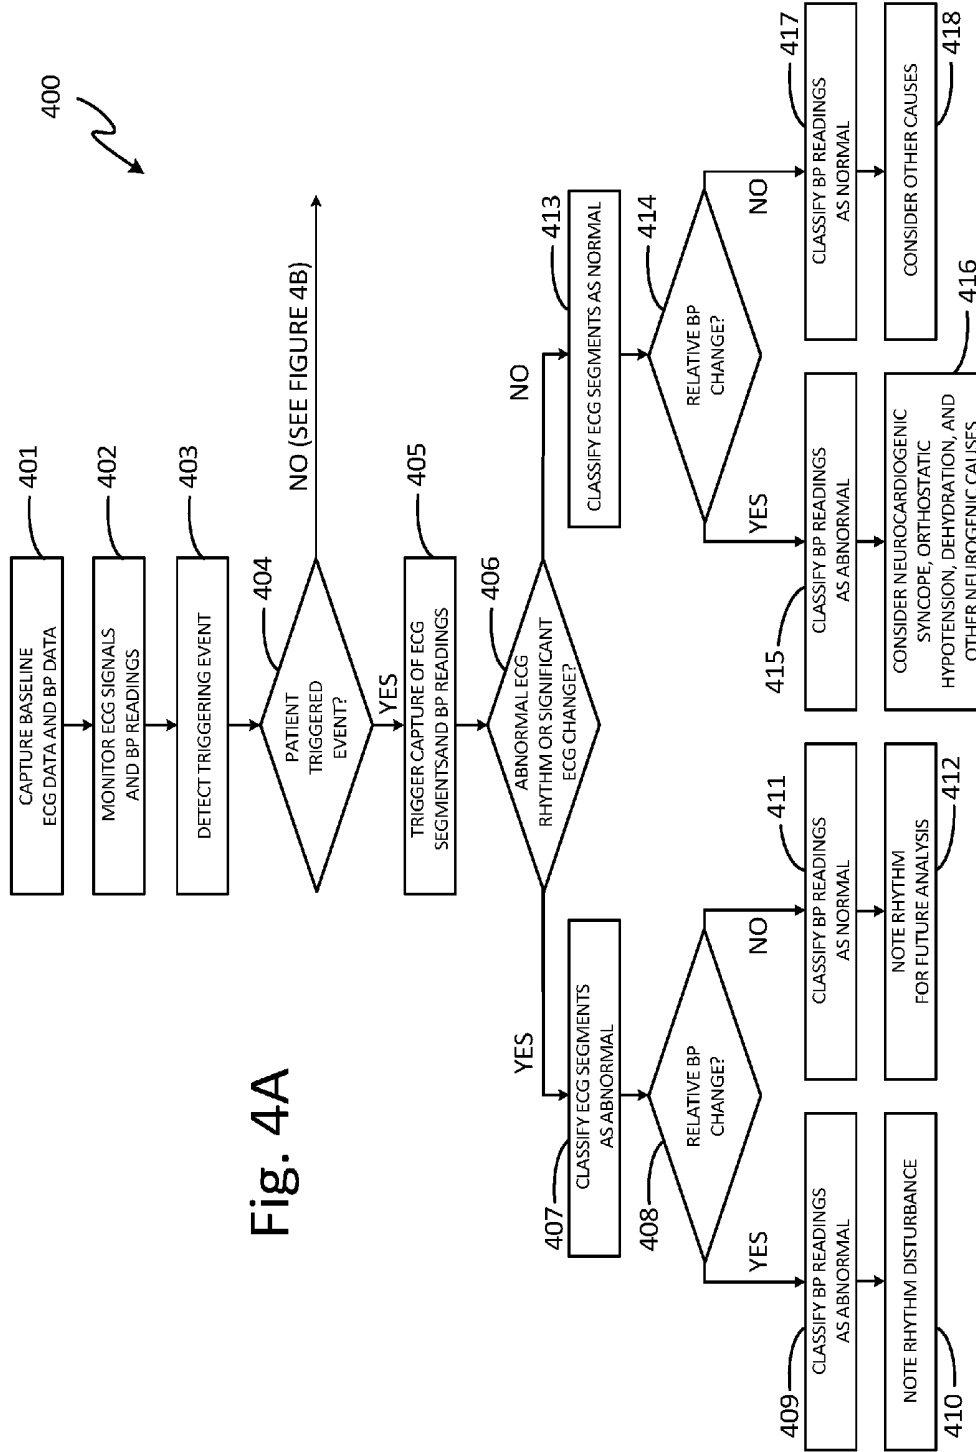 400
CAPTURE BASELINE
ECG DATA AND BP DATA
401
MONITOR ECG SIGNALS
AND BP READINGS
402
DETECT TRIGGERING EVENT
403
PATIENT
TRIGGERED
EVENT?
404
NO (SEE FIGURE 4B)
YES
TRIGGER CAPTURE OF ECG
SEGMENTSAND BP READINGS
405
ABNORMAL ECG
RHYTHM OR SIGNIFICANT
ECG CHANGE?
406
YES
NO
Fig. 4A
CLASSIFY ECG SEGMENTS
AS ABNORMAL
407
RELATIVE BP
CHANGE?
408
YES
NO
CLASSIFY BP READINGS
AS ABNORMAL
409
NOTE RHYTHM DISTURBANCE
410
CLASSIFY BP READINGS
AS NORMAL
411
NOTE RHYTHM
FOR FUTURE ANALYSIS
412
CLASSIFY ECG SEGMENTS AS NORMAL
413
RELATIVE BP
CHANGE?
414
YES
NO
CLASSIFY BP READINGS
AS ABNORMAL
415
CONSIDER NEUROCARDIOGENIC
SYNCOPE, ORTHOSTATIC
HYPOTENSION, DEHYDRATION, AND
OTHER NEUROGENIC CAUSES
416
CLASSIFY BP READINGS
AS NORMAL
417
CONSIDER OTHER CAUSES
418